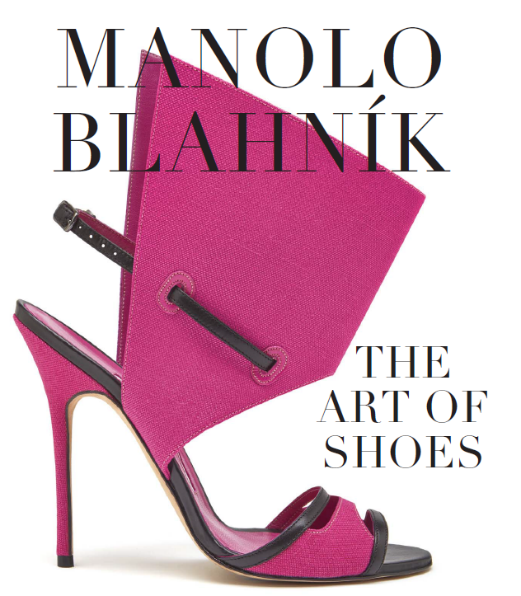 MANOLO
BLAHNÍK
THE
ART OF
SHOES